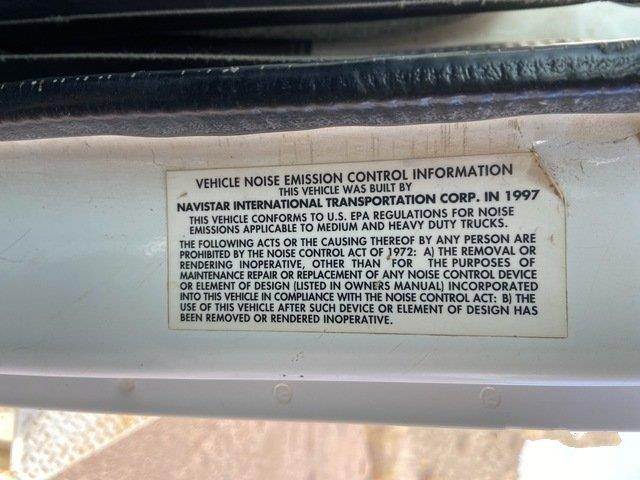 VEHICLE NOISE EMISSION CONTROL INFORMATION
THIS VEHICLE WAS BUILT BY
NAVISTAR INTERNATIONAL TRANSPORTATION CORP. IN 1997
THIS VEHICLE CONFORMS TO U.S. EPA REGULATIONS FOR NOISE
EMISSIONS APPLICABLE TO MEDIUM AND HEAVY DUTY TRUCKS.
THE FOLLOWING ACTS OR THE CAUSING THEREOF BY ANY PERSON ARE
PROHIBITED BY THE NOISE CONTROL ACT OF 1972: A) THE REMOVAL OR
RENDERING INOPERATIVE, OTHER THAN FOR THE PURPOSES OF
MAINTENANCE REPAIR OR REPLACEMENT OF ANY NOISE CONTROL DEVICE
OR ELEMENT OF DESIGN (LISTED IN OWNERS MANUAL) INCORPORATED
INTO THIS VEHICLE IN COMPLIANCE WITH THE NOISE CONTROL ACT: B) THE
USE OF THIS VEHICLE AFTER SUCH DEVICE OR ELEMENT OF DESIGN HAS
BEEN REMOVED OR RENDERED INOPERATIVE.